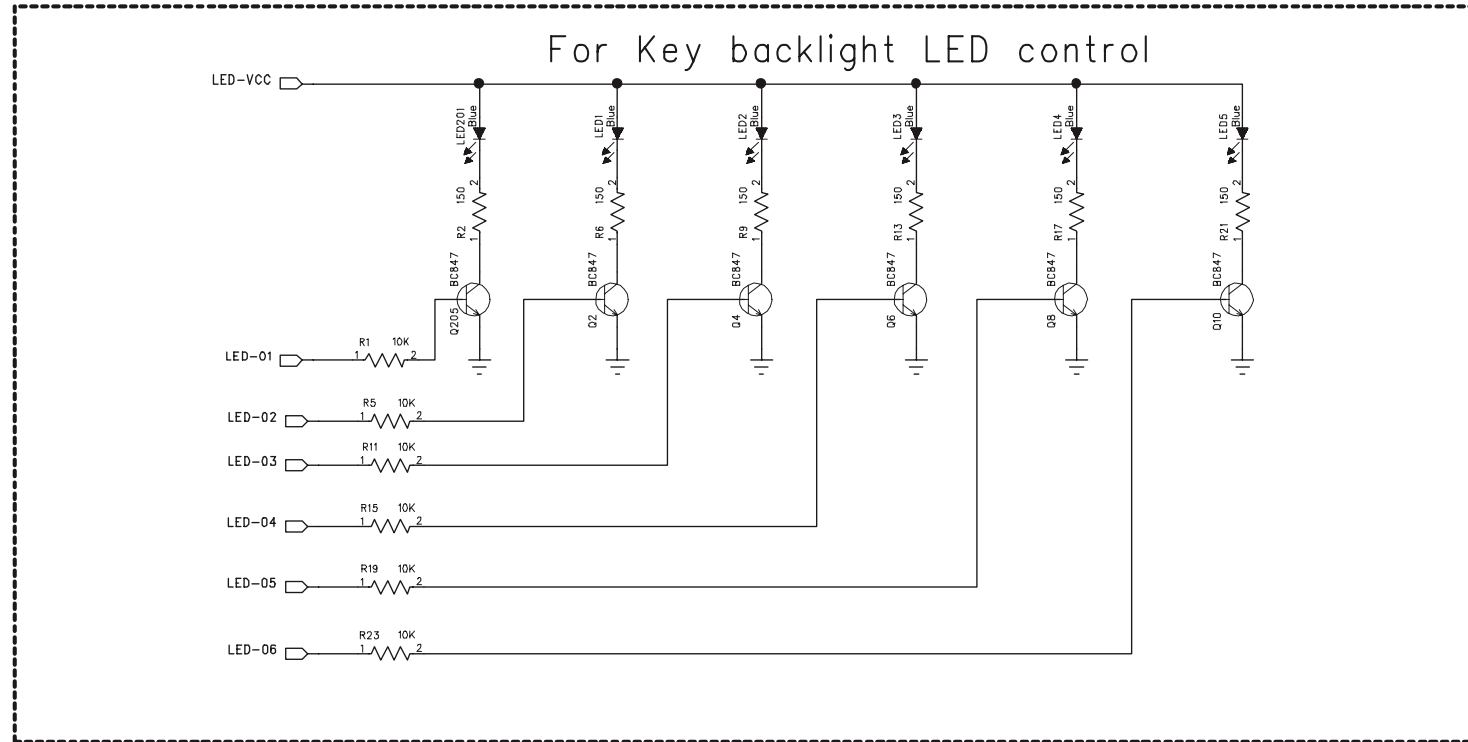 For Key backlight LED control
LED-VCC
LED201 Blue
LED1 Blue
LED2 Blue
LED3 Blue
LED4 Blue
LED5 Blue
R2 150
1 2
R6 150
1 2
R9 150
1 2
R13 150
1 2
R17 150
1 2
R21 150
1 2
Q205 BC847
Q2 BC847
Q4 BC847
Q6 BC847
Q8 BC847
Q10 BC847
R1 10K
LED-01 1 2
R5 10K
LED-02 1 2
R11 10K
LED-03 1 2
R15 10K
LED-04 1 2
R19 10K
LED-05 1 2
R23 10K
LED-06 1 2